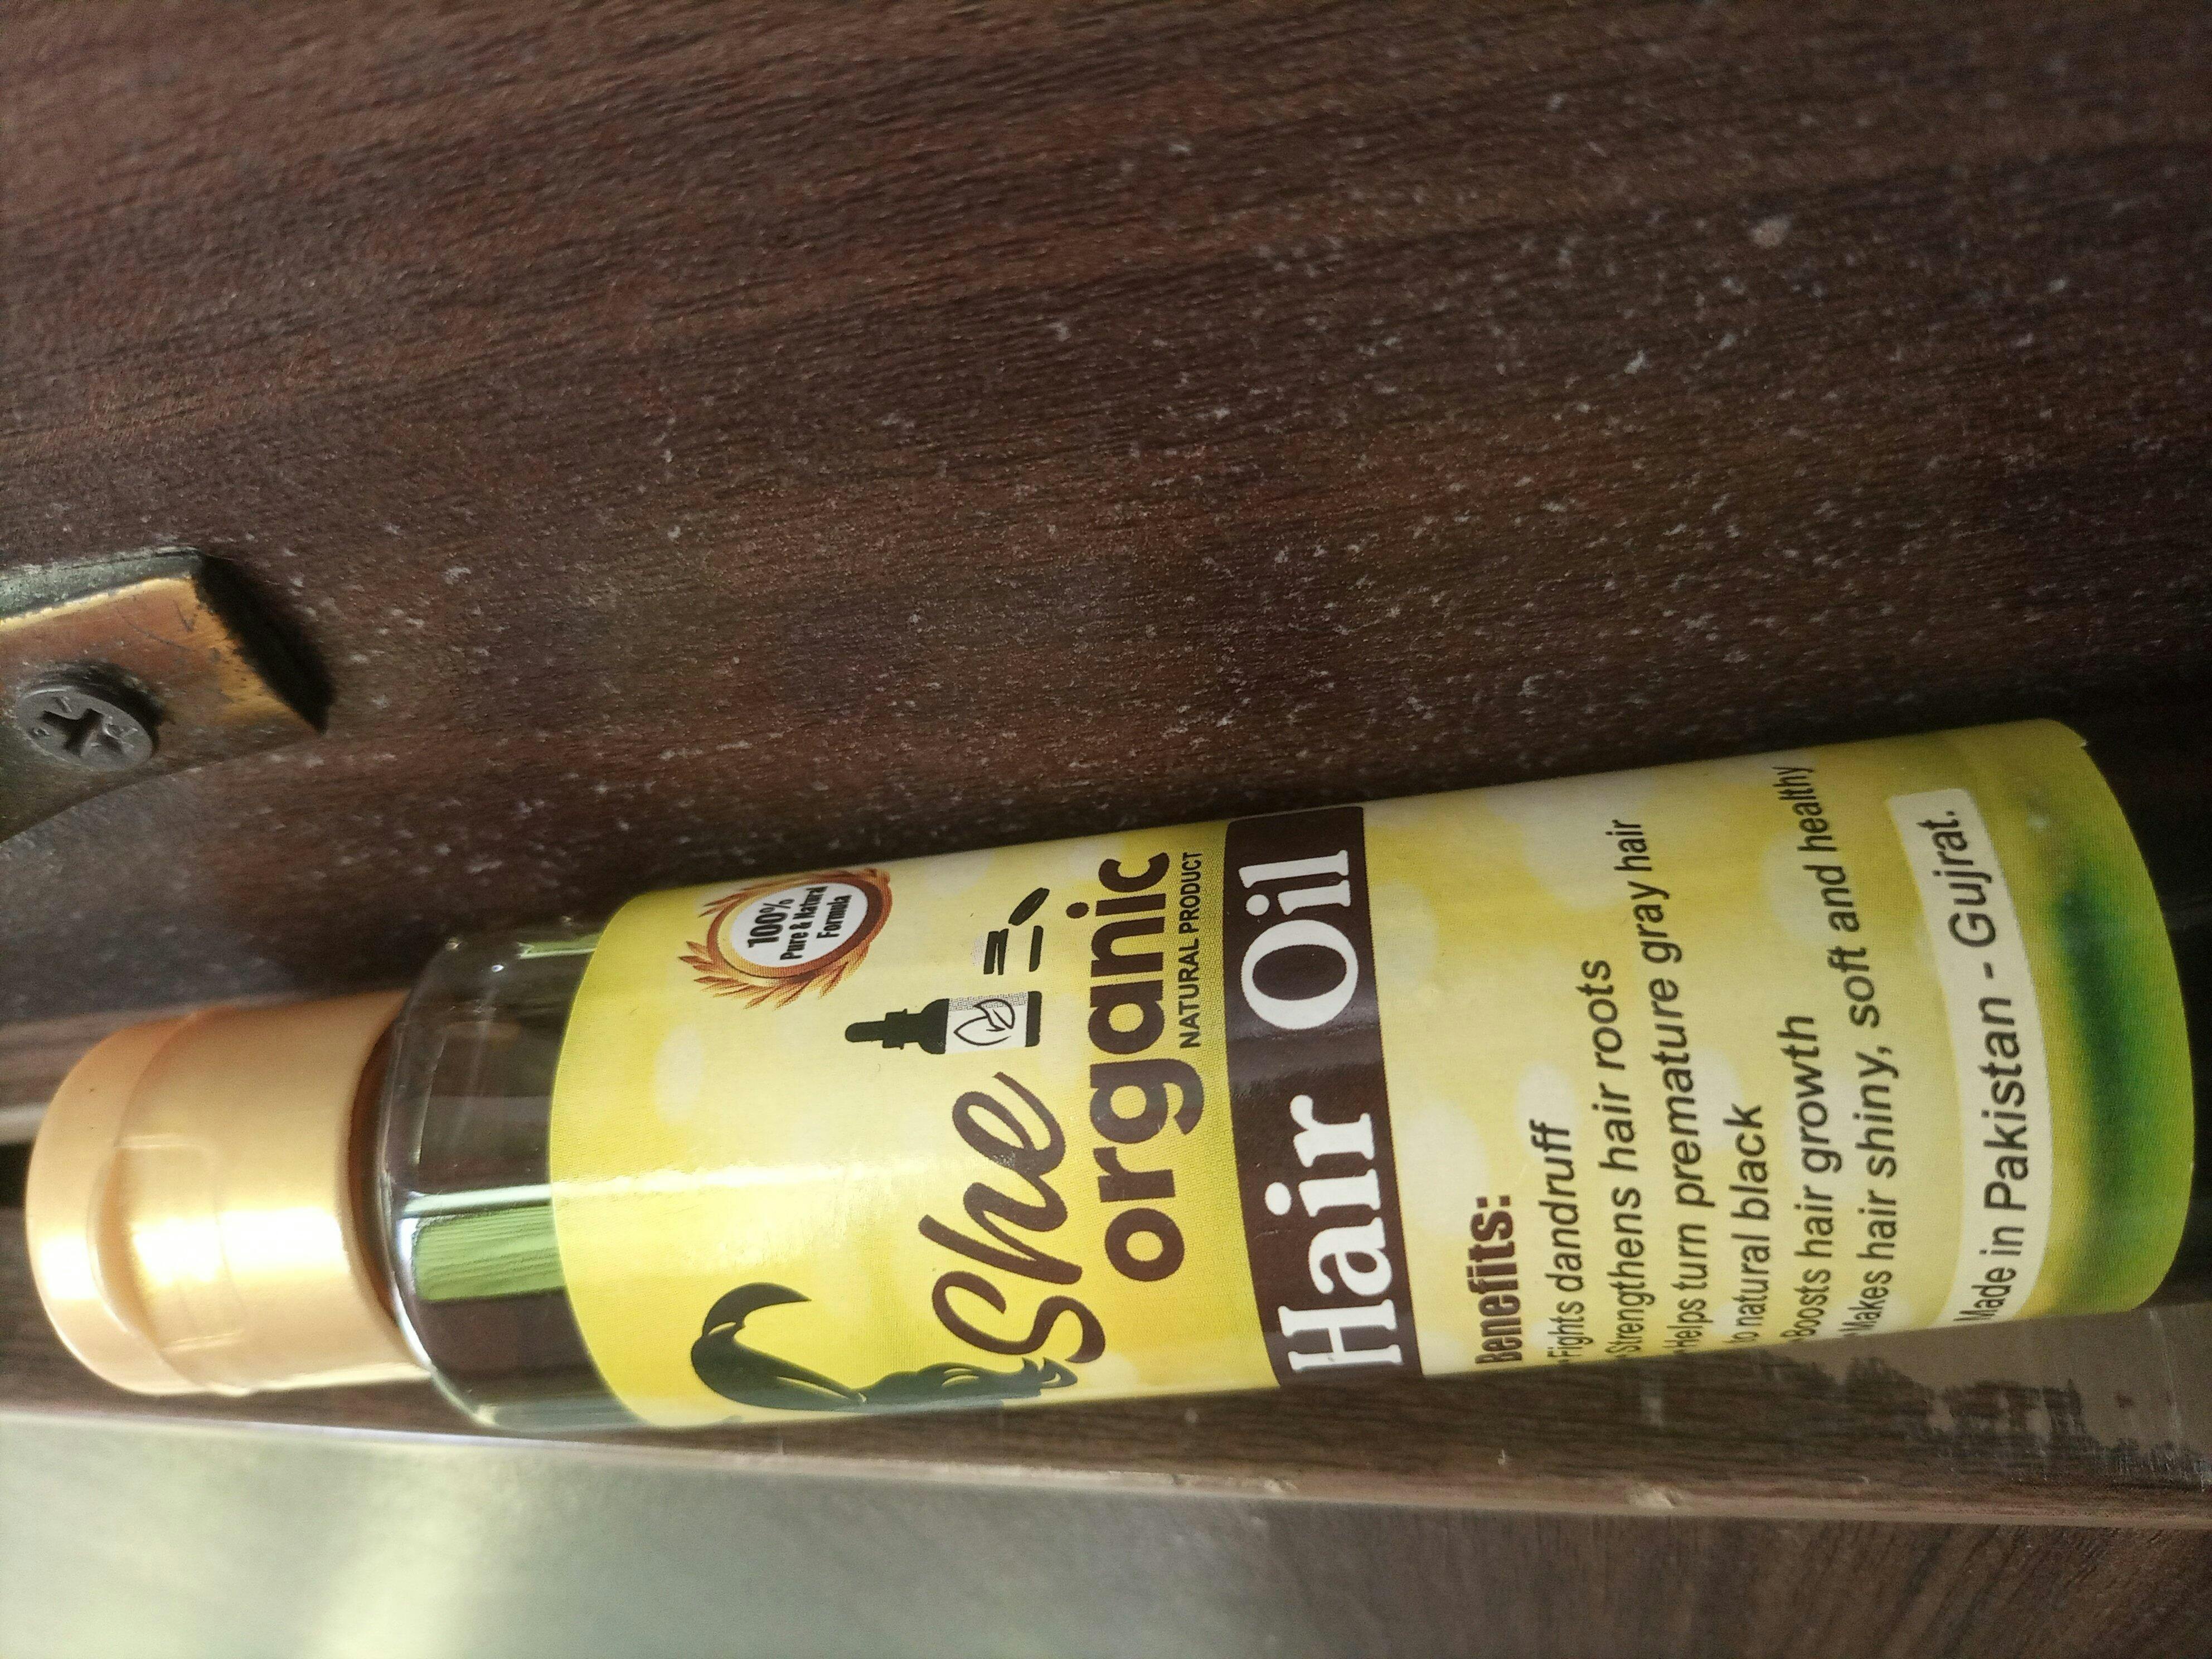 100%
Pure & Natural
Formula
She
organic
NATURAL PRODUCT
Hair Oil
Benefits:
Fights dandruff
Strengthens hair roots
Helps turn premature gray hair
to natural black
Boosts hair growth
Makes hair shiny, soft and healthy
Made in Pakistan - Gujrat.